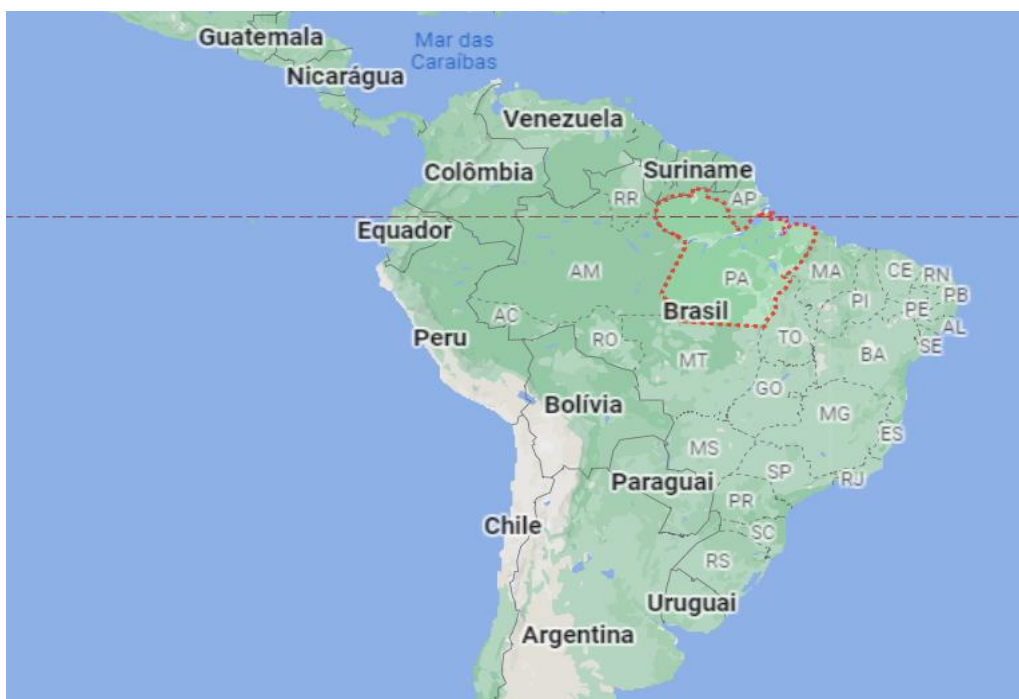 Guatemala
Mar das
Caraíbas
Nicarágua
Venezuela
Colômbia
Suriname
RR
AP
Equador
AM
PA
MA
CE
RN
PI
PB
PE
AL
AC
Brasil
SE
Peru
RO
TO
MT
BA
GO
Bolívia
MG
ES
MS
SP
RJ
Paraguai
PR
Chile
SC
RS
Uruguai
Argentina